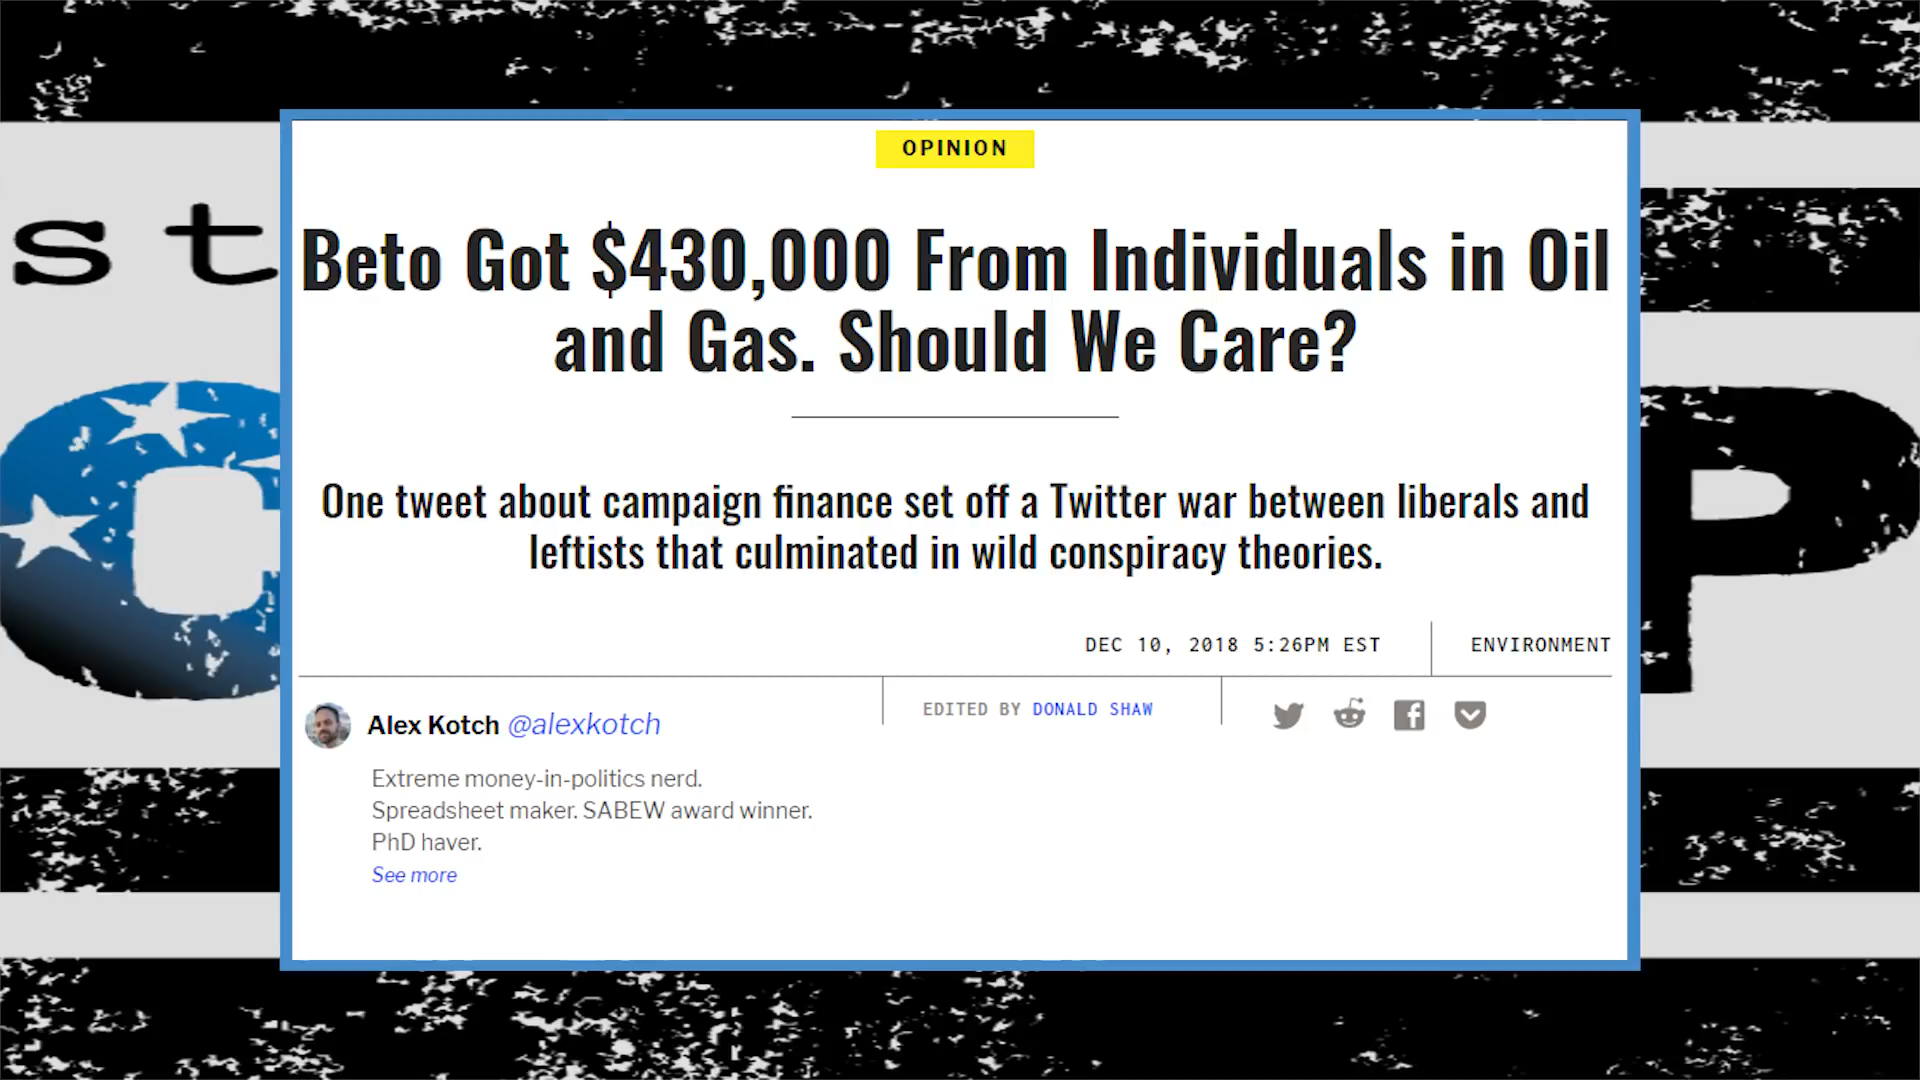 OPINION
Beto Got $430,000 From Individuals in Oil
and Gas. Should We Care?
One tweet about campaign finance set off a Twitter war between liberals and
leftists that culminated in wild conspiracy theories.
DEC 10, 2018 5:26PM EST
ENVIRONMENT
Alex Kotch @alexkotch
EDITED BY DONALD SHAW
Extreme money-in-politics nerd.
Spreadsheet maker. SABEW award winner.
PhD haver.
See more
st
C P